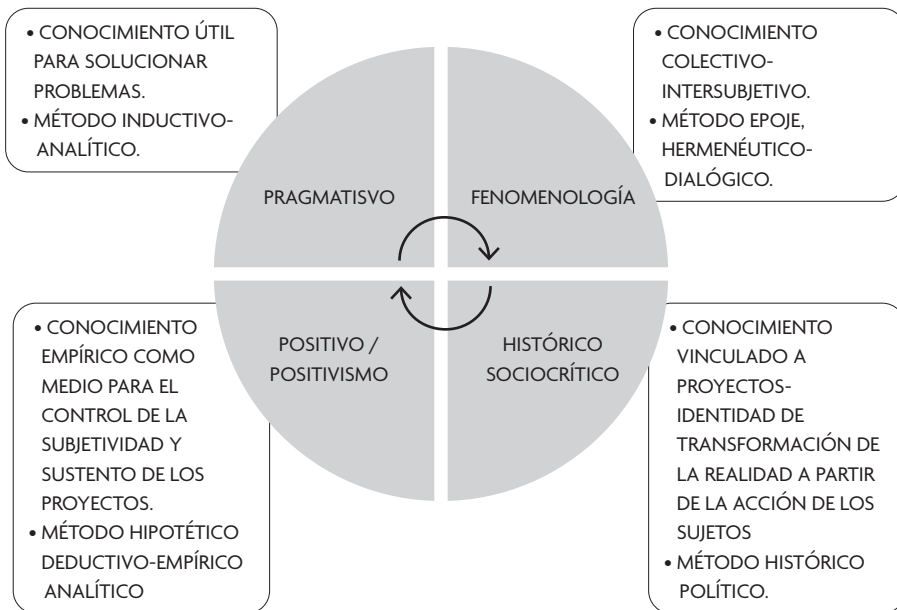 • CONOCIMIENTO ÚTIL
PARA SOLUCIONAR
PROBLEMAS.
• MÉTODO INDUCTIVO-
ANALÍTICO.
• CONOCIMIENTO
COLECTIVO-
INTERSUBJETIVO.
• MÉTODO EPOJE,
HERMENÉUTICO-
DIALÓGICO.
PRAGMATISVO
FENOMENOLOGÍA
POSITIVO /
POSITIVISMO
HISTÓRICO
SOCIOCRÍTICO
• CONOCIMIENTO
EMPÍRICO COMO
MEDIO PARA EL
CONTROL DE LA
SUBJETIVIDAD Y
SUSTENTO DE LOS
PROYECTOS.
• MÉTODO HIPOTÉTICO
DEDUCTIVO-EMPÍRICO
ANALÍTICO
• CONOCIMIENTO
VINCULADO A
PROYECTOS-
IDENTIDAD DE
TRANSFORMACIÓN DE
LA REALIDAD A PARTIR
DE LA ACCIÓN DE LOS
SUJETOS
• MÉTODO HISTÓRICO
POLÍTICO.